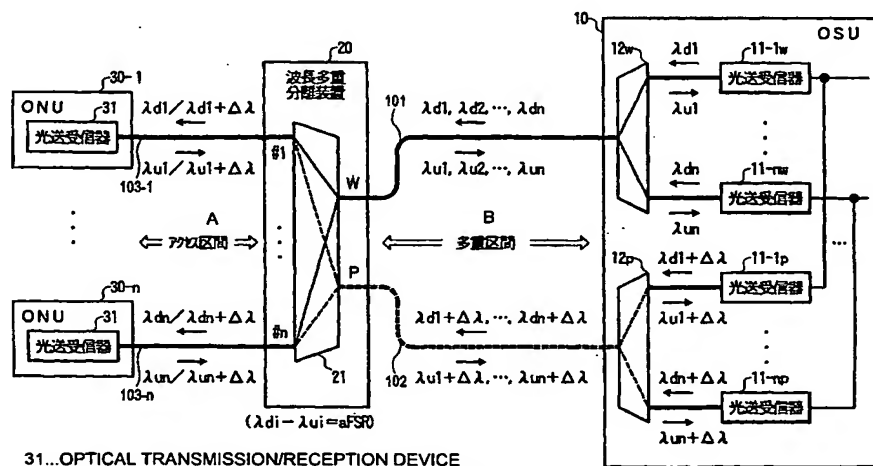 10
OSU
20
12w
11-1w
30-1
波長多重
分離装置
λd1
光送受信器
ONU
31
λd1/λd1+Δλ
101
λd1, λd2, ···, λdn
λu1
光送受信器
#1
λu1/λu1+Δλ
W
λu1, λu2, ···, λun
λdn
11-nw
103-1
光送受信器
λun
A
アクセス区間
B
多重区間
...
P
12p
λd1+Δλ
11-1p
30-n
光送受信器
ONU
31
λdn/λdn+Δλ
#n
λd1+Δλ, ···, λdn+Δλ
λu1+Δλ
光送受信器
λun/λun+Δλ
21
102
λu1+Δλ, ···, λun+Δλ
λdn+Δλ
11-np
103-n
光送受信器
(λdi−λui=aFSR)
λun+Δλ
31...OPTICAL TRANSMISSION/RECEPTION DEVICE